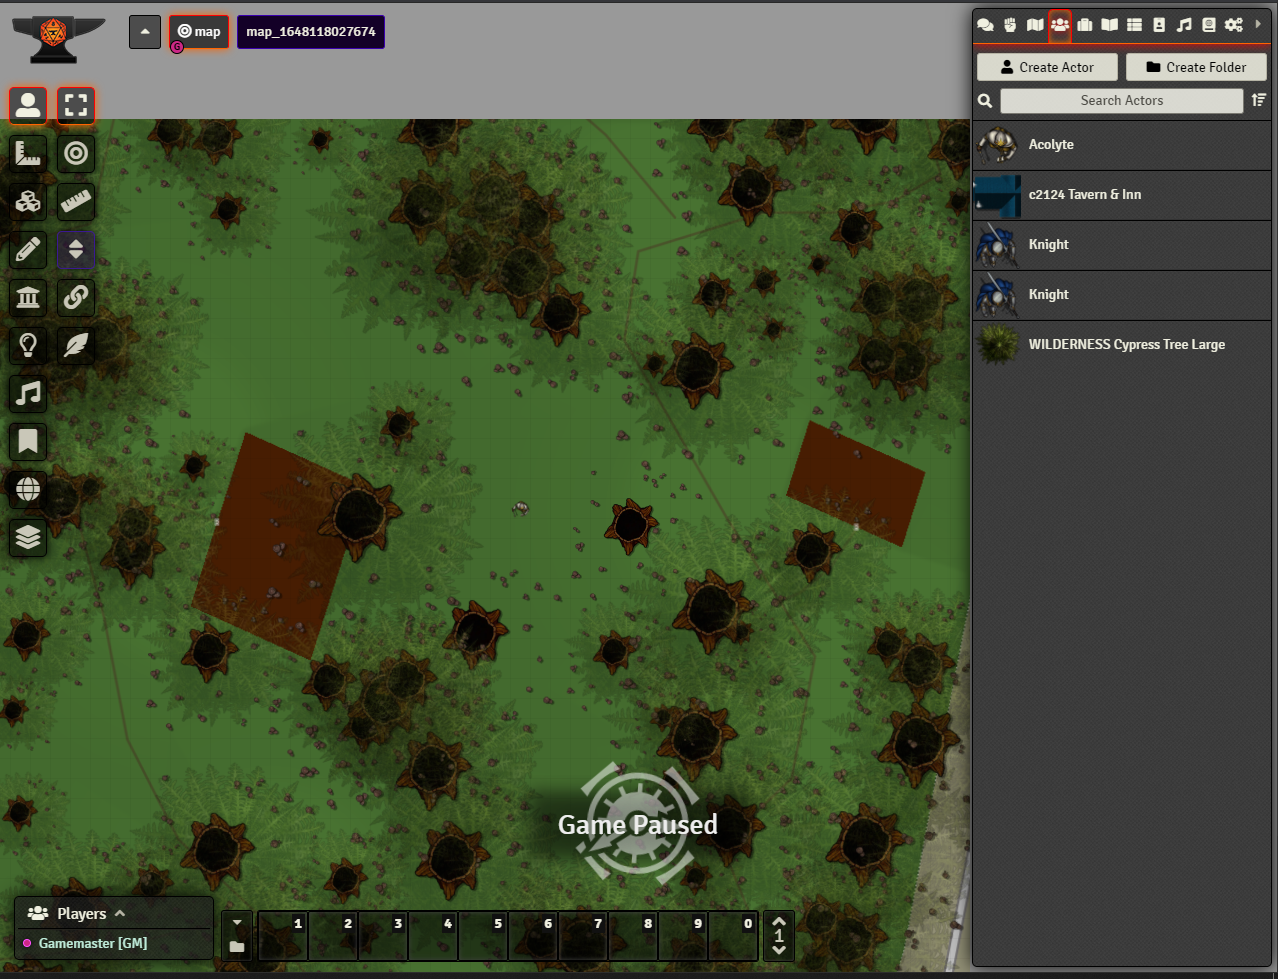 map
G
map_1648118027674
Create Actor
Create Folder
Search Actors
Acolyte
c2124 Tavern & Inn
Knight
Knight
WILDERNESS Cypress Tree Large
Game Paused
Players
Gamemaster [GM]
1 2 3 4 5 6 7 8 9 0
1